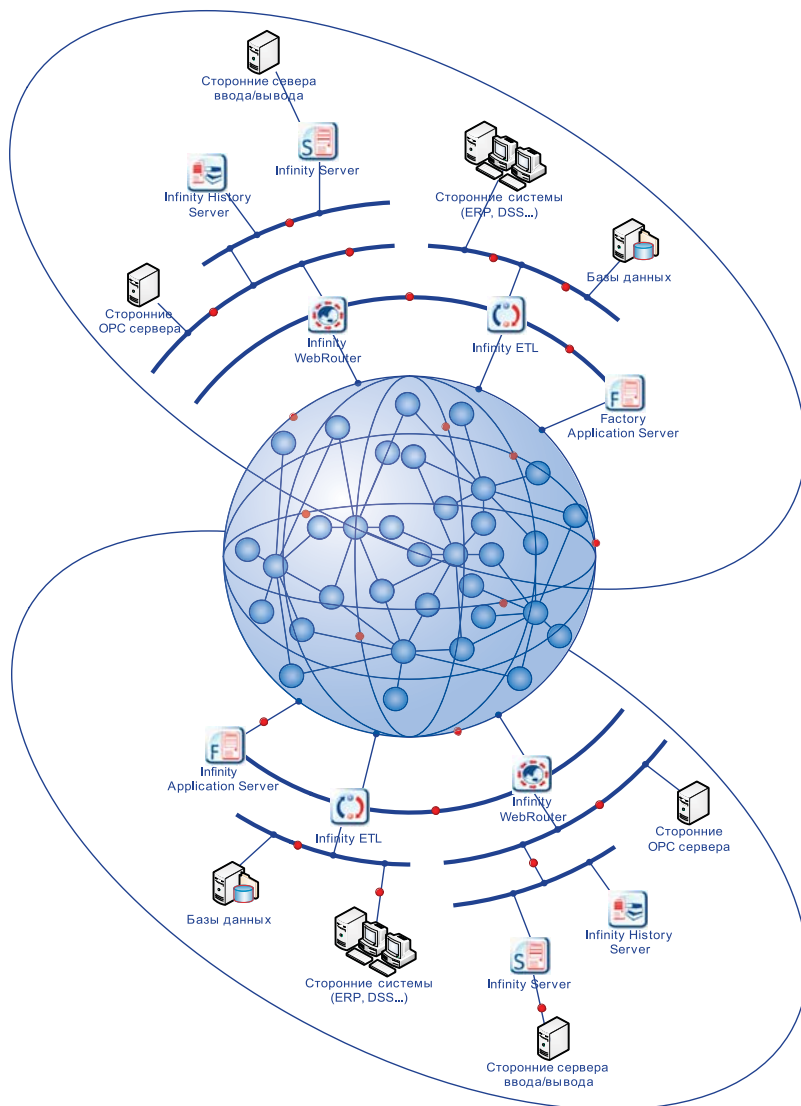 Сторонние севера
ввода/вывода
Infinity Server
Infinity History
Server
Сторонние системы
(ERP, DSS...)
Базы данных
Сторонние
OPC сервера
Infinity
WebRouter
Infinity ETL
Factory
Application Server
Infinity
Application Server
Infinity ETL
Infinity
WebRouter
Сторонние
OPC сервера
Базы данных
Infinity History
Server
Сторонние системы
(ERP, DSS...)
Infinity Server
Сторонние сервера
ввода/вывода